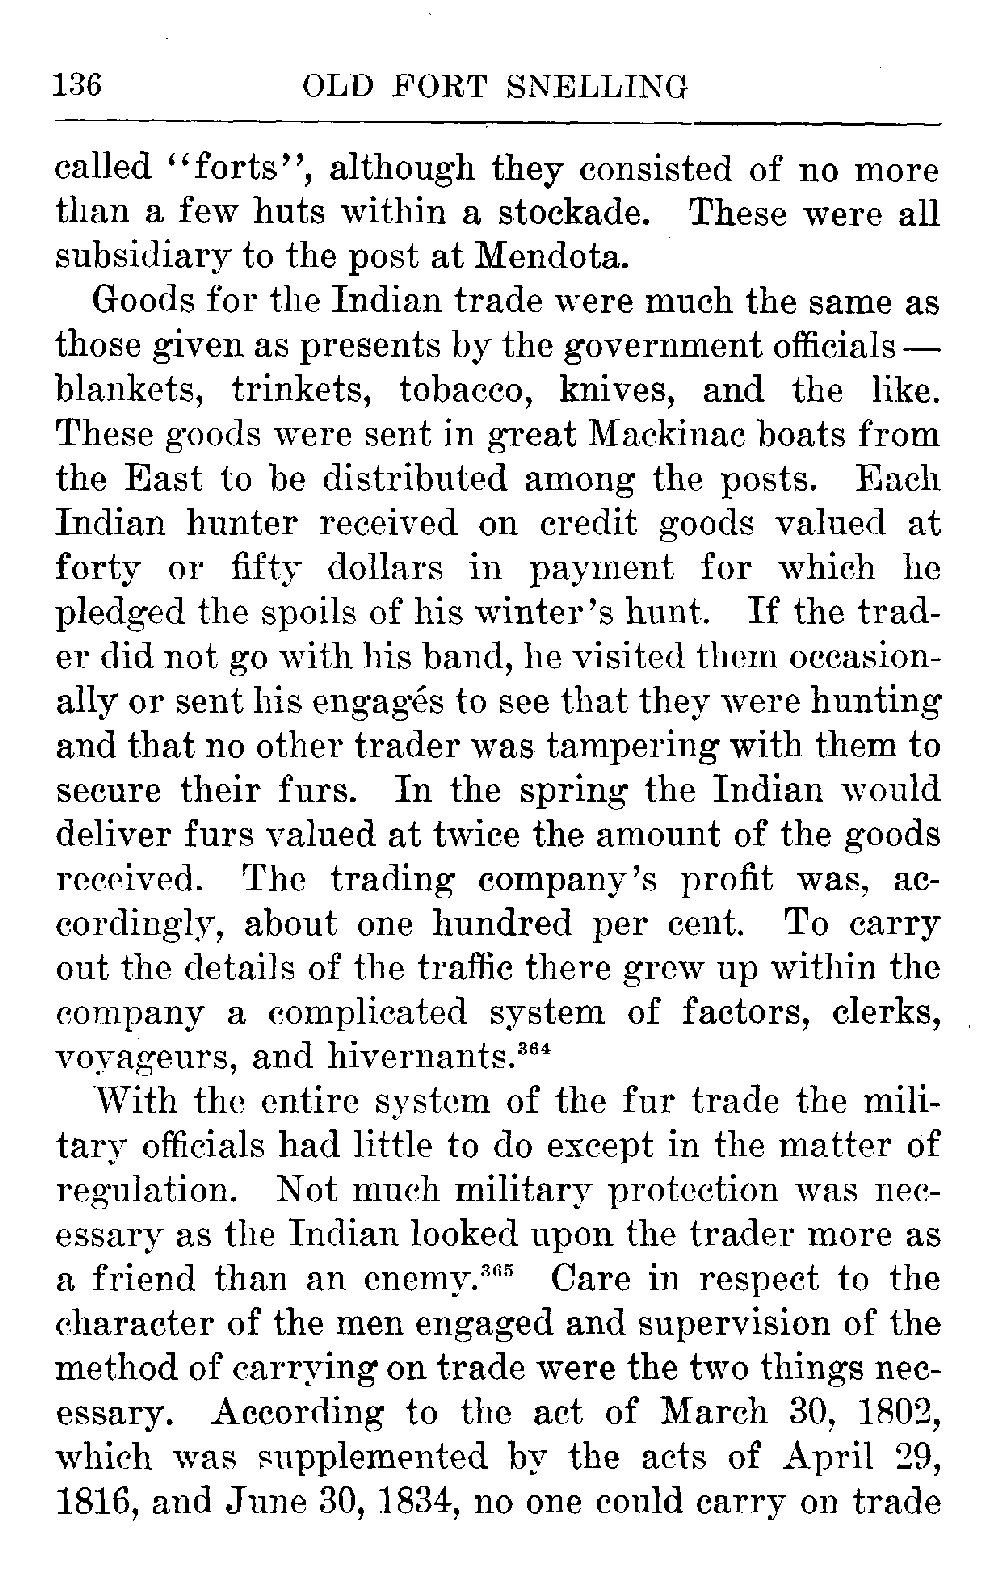 136 OLD FORT SNELLING
called “forts”, although they consisted of no more
than a few huts within a stockade. These were all
subsidiary to the post at Mendota.
Goods for the Indian trade were much the same as
those given as presents by the government officials —
blankets, trinkets, tobacco, knives, and the like.
These goods were sent in great Mackinac boats from
the East to be distributed among the posts. Each
Indian hunter received on credit goods valued at
forty or fifty dollars in payment for which he
pledged the spoils of his winter’s hunt. If the trad-
er did not go with his band, he visited them occasion-
ally or sent his engagés to see that they were hunting
and that no other trader was tampering with them to
secure their furs. In the spring the Indian would
deliver furs valued at twice the amount of the goods
received. The trading company’s profit was, ac-
cordingly, about one hundred per cent. To carry
out the details of the traffic there grew up within the
company a complicated system of factors, clerks,
voyageurs, and hivernants.³⁶⁴
With the entire system of the fur trade the mili-
tary officials had little to do except in the matter of
regulation. Not much military protection was nec-
essary as the Indian looked upon the trader more as
a friend than an enemy.³⁶⁵ Care in respect to the
character of the men engaged and supervision of the
method of carrying on trade were the two things nec-
essary. According to the act of March 30, 1802,
which was supplemented by the acts of April 29,
1816, and June 30, 1834, no one could carry on trade